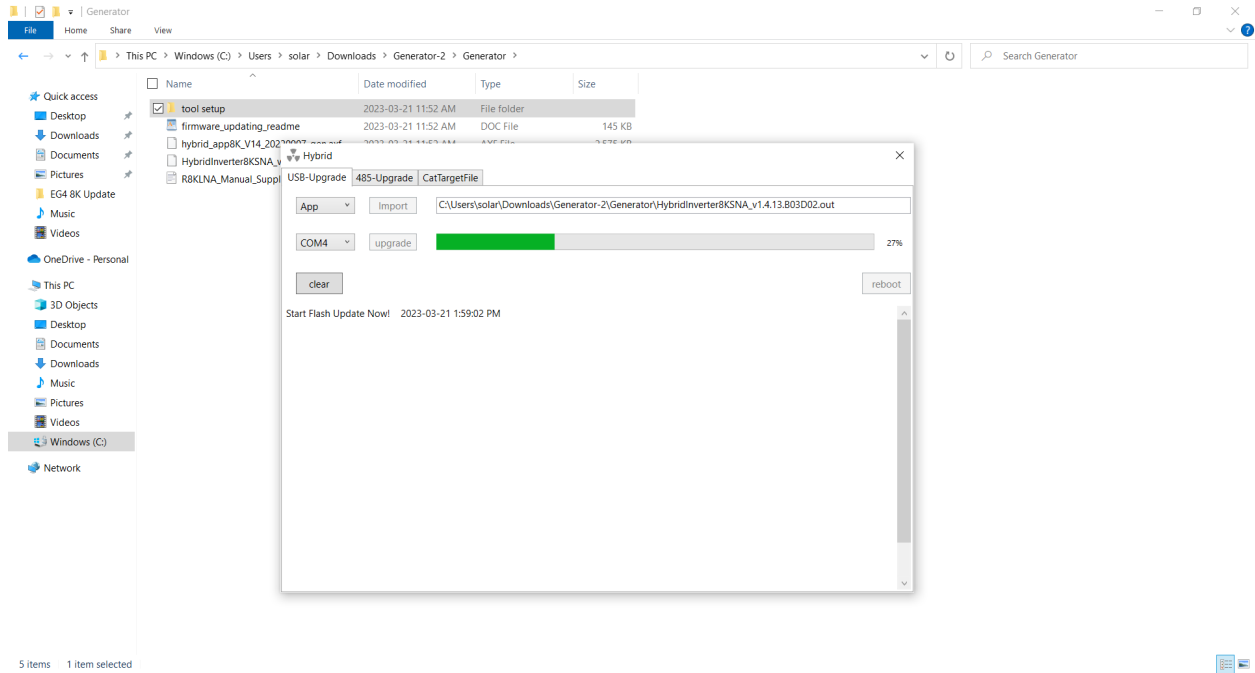 Generator
File Home Share View
This PC > Windows (C:) > Users > solar > Downloads > Generator-2 > Generator >
Search Generator
Name Date modified Type Size
Quick access
Desktop
Downloads
Documents
Pictures
EG4 8K Update
Music
Videos
OneDrive - Personal
This PC
3D Objects
Desktop
Documents
Downloads
Music
Pictures
Videos
Windows (C:)
Network
tool setup 2023-03-21 11:52 AM File folder
firmware_updating_readme 2023-03-21 11:52 AM DOC File 145 KB
HybridInverter8KSNA_v
R8KLNA_Manual_Suppl
Hybrid
USB-Upgrade 485-Upgrade CatTargetFile
App Import C:\Users\solar\Downloads\Generator-2\Generator\HybridInverter8KSNA_v1.4.13.B03D02.out
COM4 upgrade 27%
clear reboot
Start Flash Update Now! 2023-03-21 1:59:02 PM
5 items 1 item selected